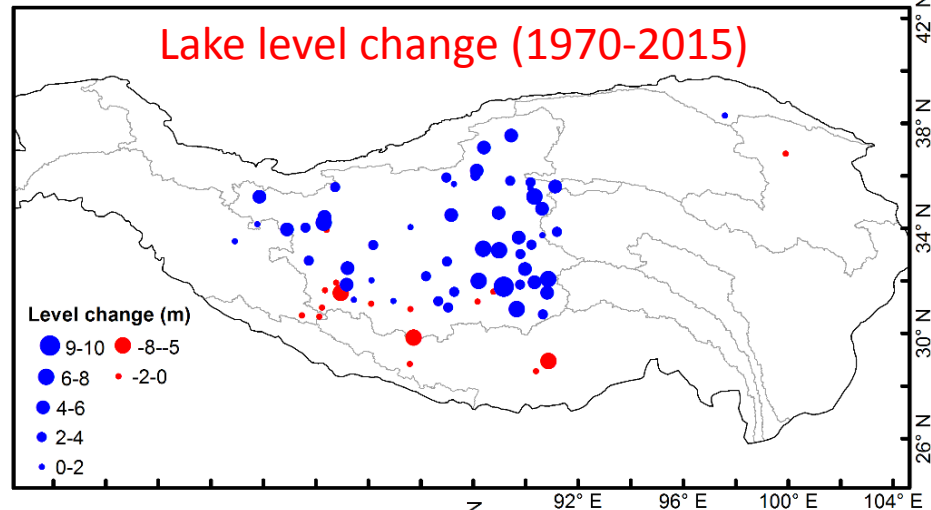 Lake level change (1970-2015)
42° N
38° N
34° N
30° N
26° N
Level change (m)
9-10
-8--5
6-8
-2-0
4-6
2-4
0-2
92° E
96° E
100° E
104° E